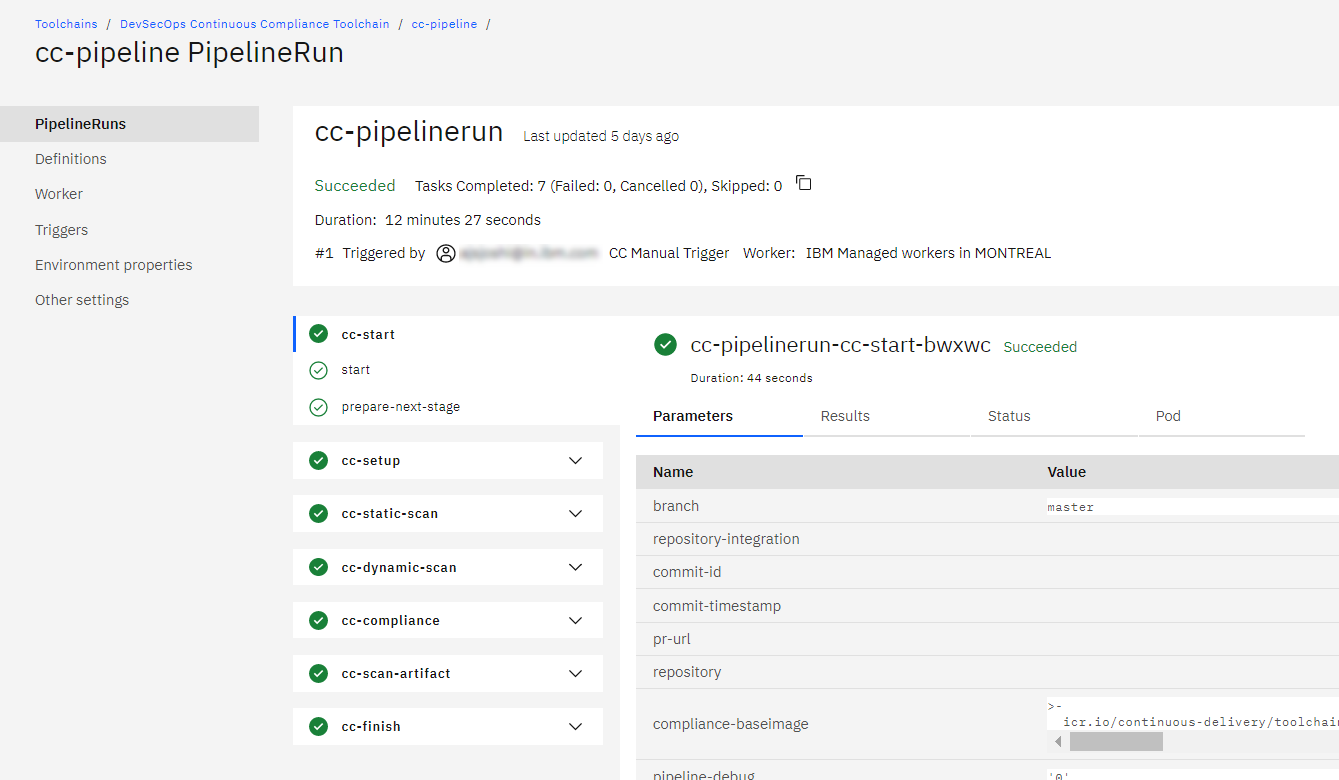 Toolchains / DevSecOps Continuous Compliance Toolchain / cc-pipeline /
cc-pipeline PipelineRun
PipelineRuns
Definitions
Worker
Triggers
Environment properties
Other settings
cc-pipelinerun Last updated 5 days ago
Succeeded Tasks Completed: 7 (Failed: 0, Cancelled 0), Skipped: 0
Duration: 12 minutes 27 seconds
#1 Triggered by CC Manual Trigger Worker: IBM Managed workers in MONTREAL
cc-start
start
prepare-next-stage
cc-setup
cc-static-scan
cc-dynamic-scan
cc-compliance
cc-scan-artifact
cc-finish
cc-pipelinerun-cc-start-bwxwc Succeeded
Duration: 44 seconds
Parameters Results Status Pod
Name Value
branch master
repository-integration
commit-id
commit-timestamp
pr-url
repository
compliance-baseimage >-
icr.io/continuous-delivery/toolchain
pipeline-debug '0'